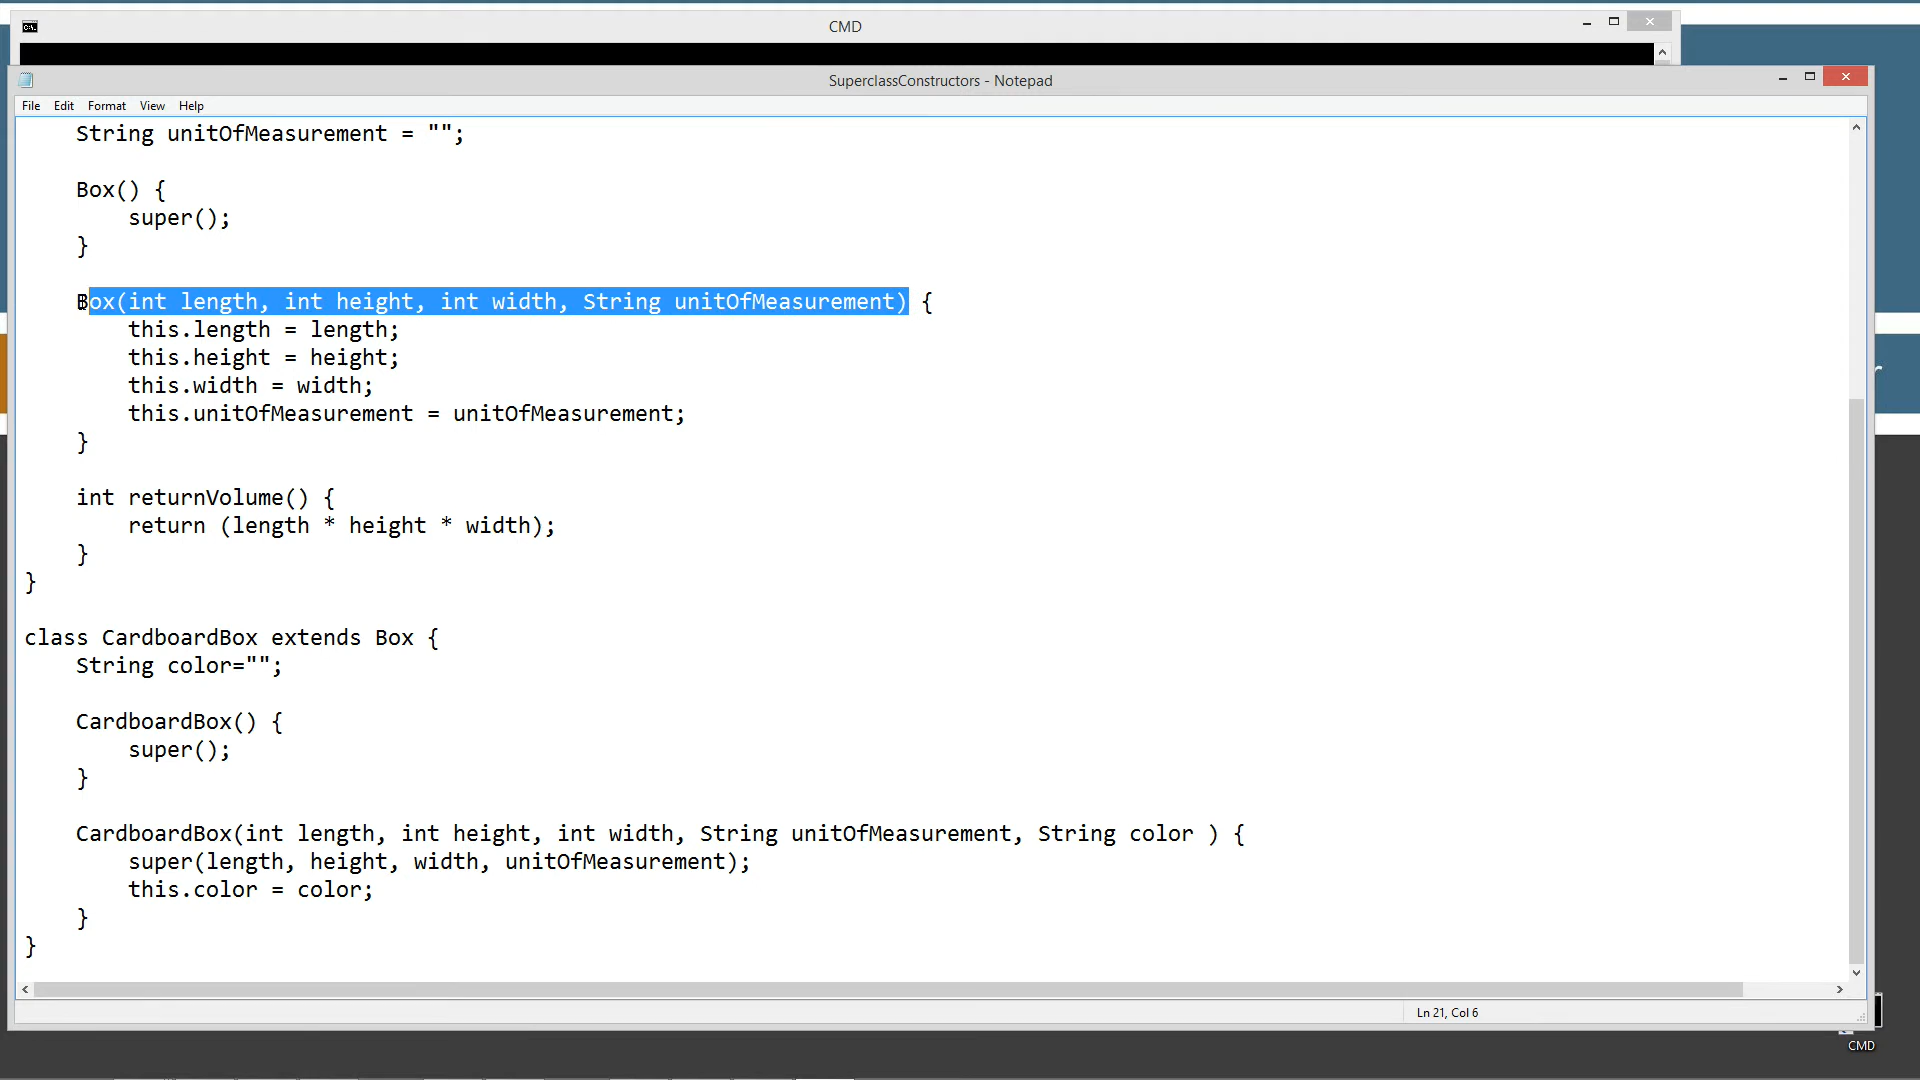 CMD
SuperclassConstructors - Notepad
File Edit Format View Help
String unitOfMeasurement = "";
Box() {
super();
}
Box(int length, int height, int width, String unitOfMeasurement) {
this.length = length;
this.height = height;
this.width = width;
this.unitOfMeasurement = unitOfMeasurement;
}
int returnVolume() {
return (length * height * width);
}
}
class CardboardBox extends Box {
String color="";
CardboardBox() {
super();
}
CardboardBox(int length, int height, int width, String unitOfMeasurement, String color ) {
super(length, height, width, unitOfMeasurement);
this.color = color;
}
}
Ln 21, Col 6
CMD